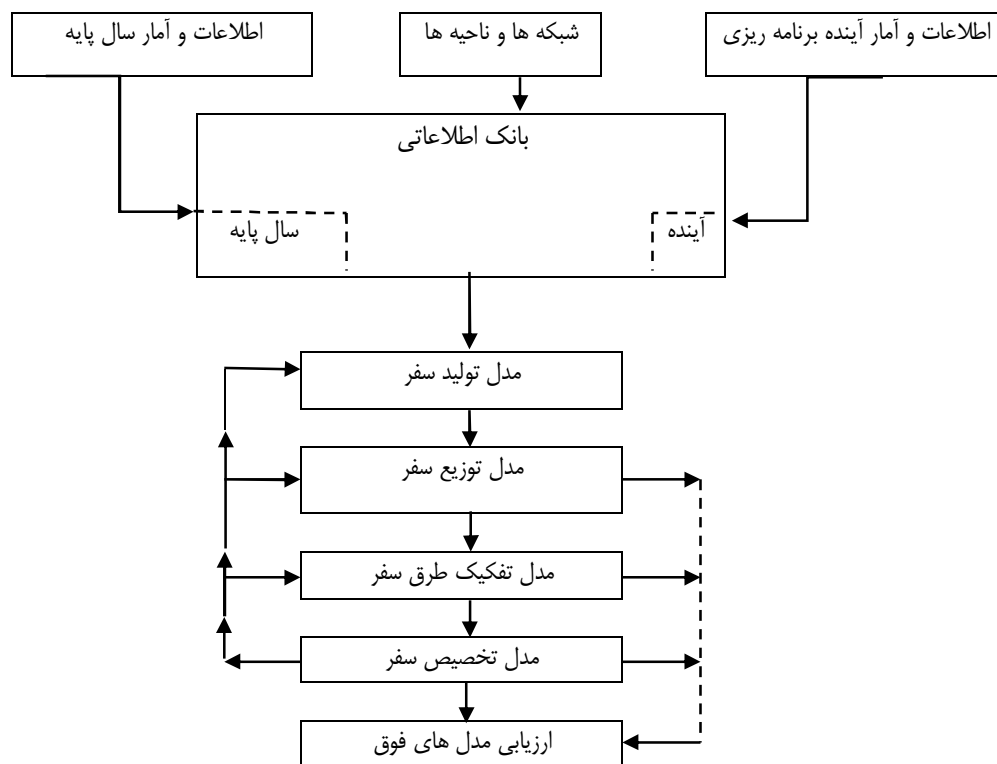 اطلاعات و آمار آینده برنامه ریزی
شبکه ها و ناحیه ها
اطلاعات و آمار سال پایه
بانک اطلاعاتی
آینده
سال پایه
مدل تولید سفر
مدل توزیع سفر
مدل تفکیک طرق سفر
مدل تخصیص سفر
ارزیابی مدل های فوق